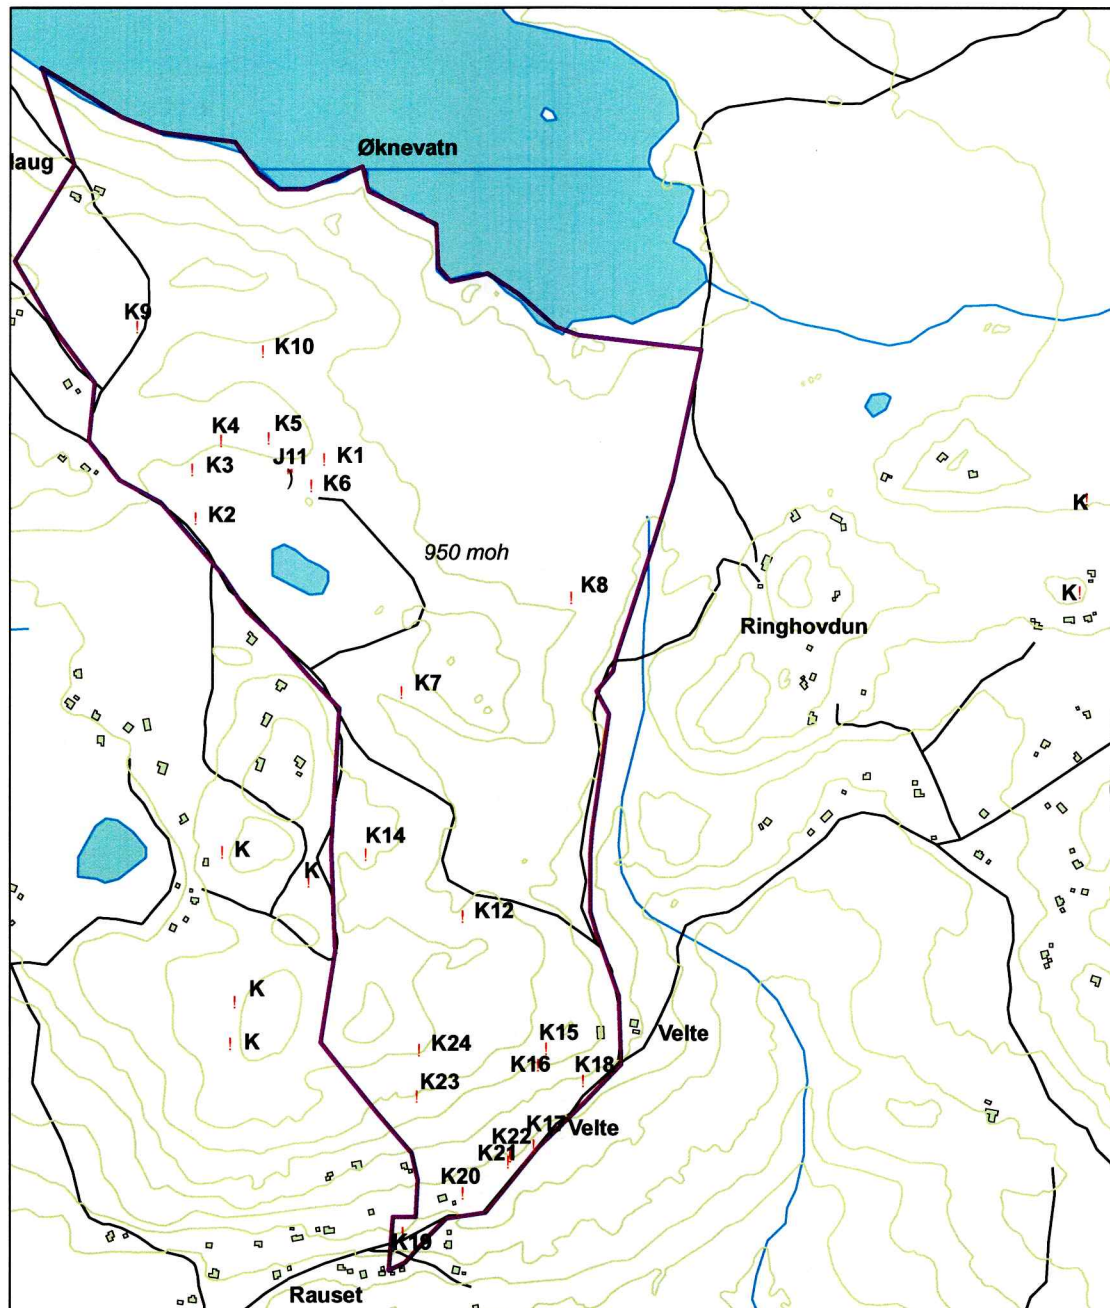 Øknevatn
laug
K9
K10
K4
K5
J11
K1
K3
K6
K2
K
950 moh
K8
K
Ringhovdun
K7
K14
K
K
K12
K
K15
Velte
K24
K
K16
K18
K23
K17
Velte
K22
K21
K20
K19
Rauset